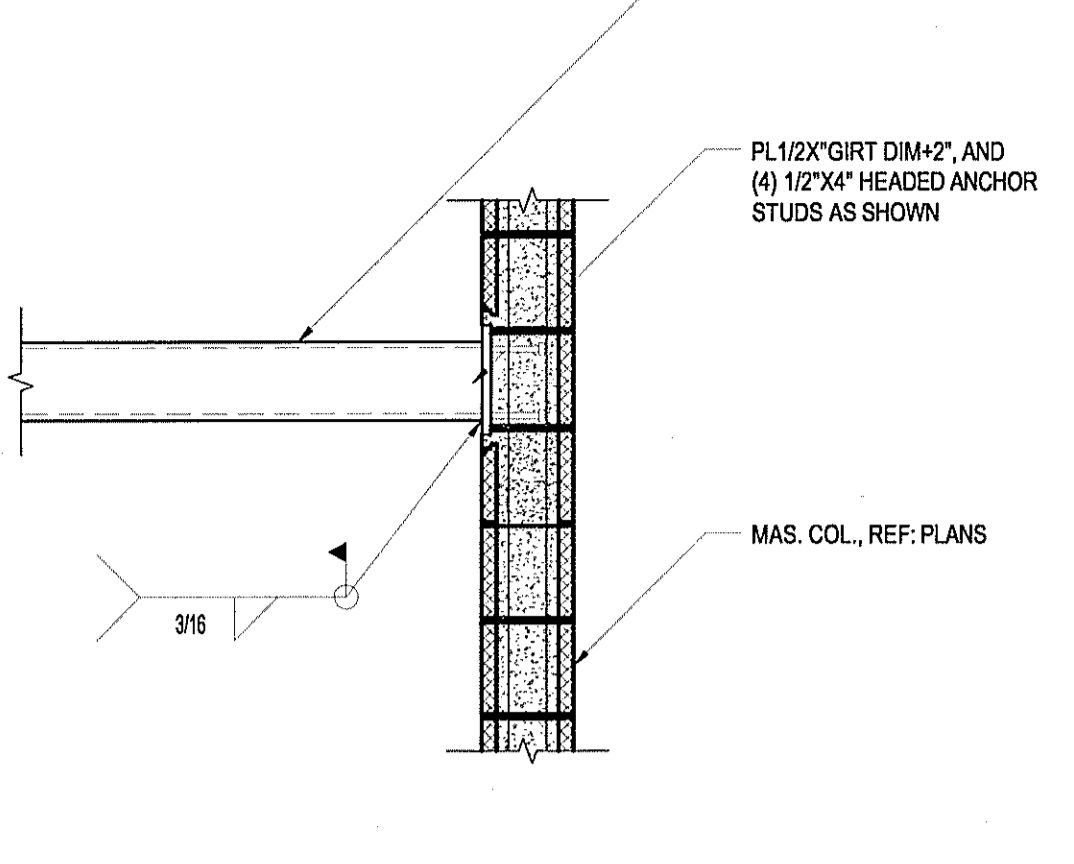 PL1/2X"GIRT DIM+2", AND
(4) 1/2"X4" HEADED ANCHOR
STUDS AS SHOWN
MAS. COL., REF: PLANS
3/16